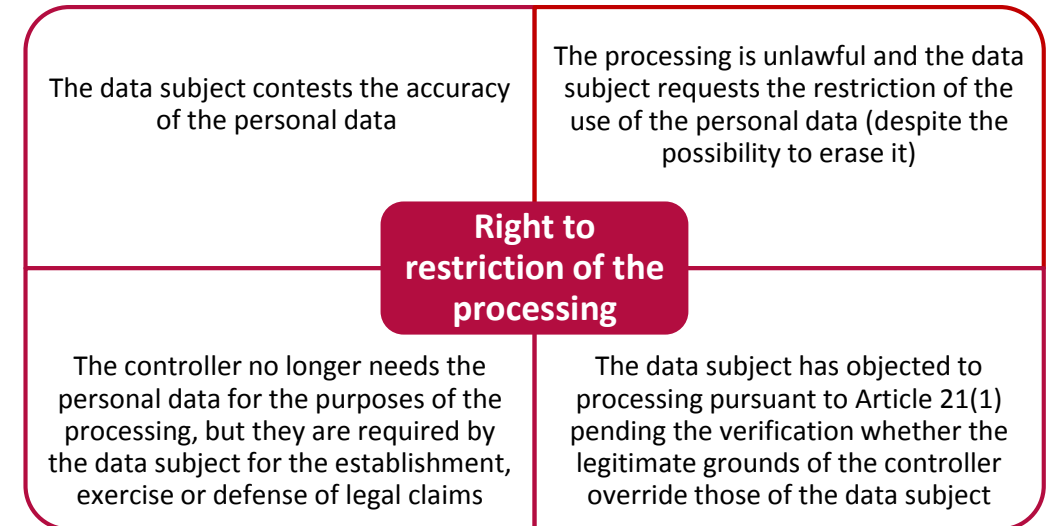 The data subject contests the accuracy
of the personal data
The processing is unlawful and the data
subject requests the restriction of the
use of the personal data (despite the
possibility to erase it)
Right to
restriction of the
processing
The controller no longer needs the
personal data for the purposes of the
processing, but they are required by
the data subject for the establishment,
exercise or defense of legal claims
The data subject has objected to
processing pursuant to Article 21(1)
pending the verification whether the
legitimate grounds of the controller
override those of the data subject